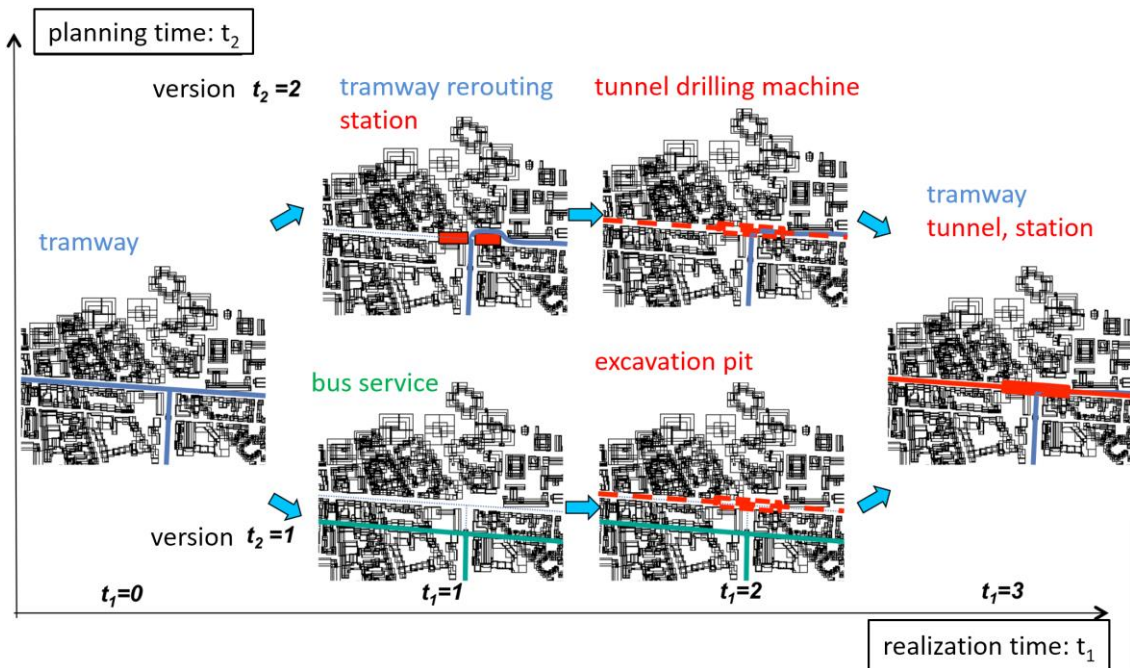 planning time: t₂
version t₂ =2
tramway rerouting
station
tunnel drilling machine
tramway
tramway
tunnel, station
bus service
excavation pit
version t₂ =1
t₁=0
t₁=1
t₁=2
t₁=3
realization time: t₁